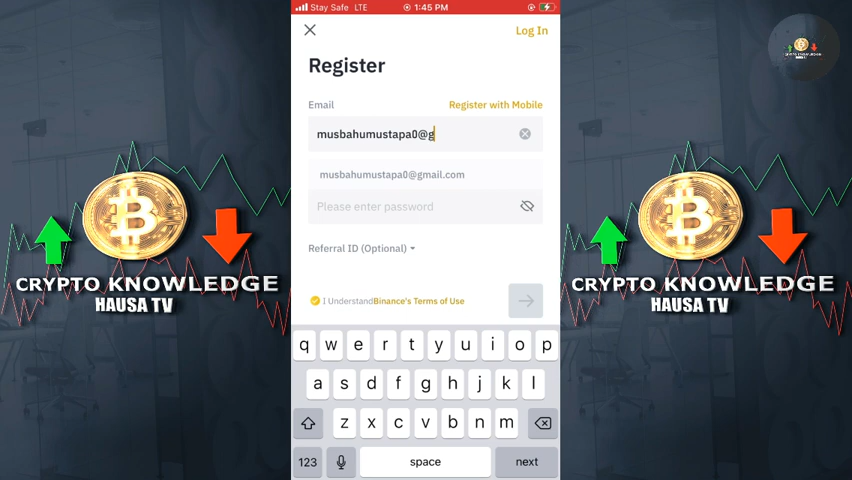 Stay Safe LTE 1:45 PM
Log In
Register
Email Register with Mobile
musbahumustapa0@g
musbahumustapa0@gmail.com
Please enter password
Referral ID (Optional)
I Understand Binance's Terms of Use
CRYPTO KNOWLEDGE
HAUSA TV
CRYPTO KNOWLEDGE
HAUSA TV
q w e r t y u i o p
a s d f g h j k l
z x c v b n m
123 space next